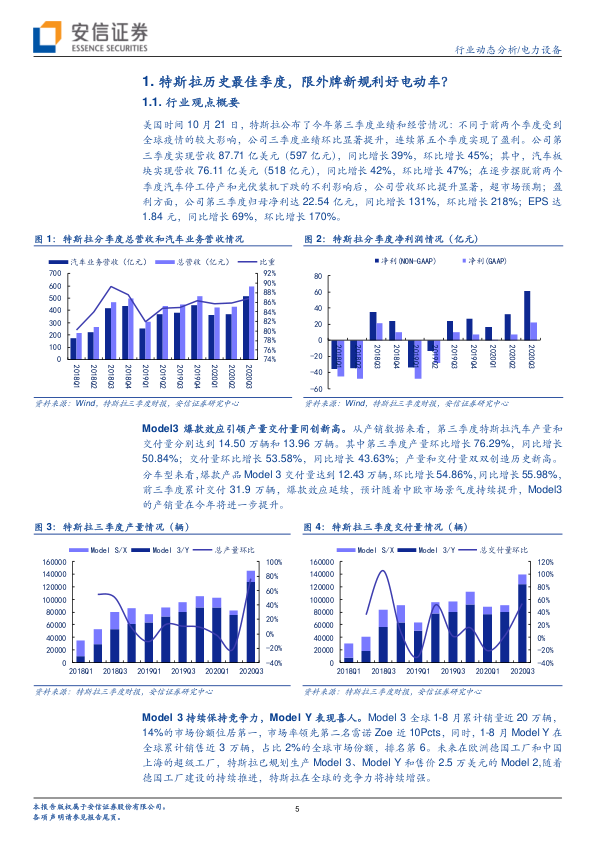 安信证券
ESSENCE SECURITIES
行业动态分析/电力设备
1. 特斯拉历史最佳季度，限外牌新规利好电动车?
1.1. 行业观点概要
美国时间 10 月 21 日，特斯拉公布了今年第三季度业绩和经营情况：不同于前两个季度受到
全球疫情的较大影响，公司三季度业绩环比显著提升，连续第五个季度实现了盈利。公司第
三季度实现营收 87.71 亿美元（597 亿元），同比增长 39%，环比增长 45%；其中，汽车板
块实现营收 76.11 亿美元（518 亿元），同比增长 42%，环比增长 47%；在逐步摆脱前两个
季度汽车停工停产和光伏装机下跌的不利影响后，公司营收环比提升显著，超市场预期；盈
利方面，公司第三季度归母净利达 22.54 亿元，同比增长 131%，环比增长 218%；EPS 达
1.84 元，同比增长 69%，环比增长 170%。
图 1：特斯拉分季度总营收和汽车业务营收情况
汽车业务营收（亿元） 总营收（亿元） 比重
700
600
500
400
300
200
100
0
92%
90%
88%
86%
84%
82%
80%
78%
76%
74%
2018Q1 2018Q2 2018Q3 2018Q4 2019Q1 2019Q2 2019Q3 2019Q4 2020Q1 2020Q2 2020Q3
资料来源：Wind，特斯拉三季度财报，安信证券研究中心
图 2：特斯拉分季度净利润情况（亿元）
净利(NON-GAAP) 净利(GAAP)
80
60
40
20
0
-20
-40
-60
2018Q1 2018Q2 2018Q3 2018Q4 2019Q1 2019Q2 2019Q3 2019Q4 2020Q1 2020Q2 2020Q3
资料来源：Wind，特斯拉三季度财报，安信证券研究中心
Model3 爆款效应引领产量交付量同创新高。从产销数据来看，第三季度特斯拉汽车产量和
交付量分别达到 14.50 万辆和 13.96 万辆。其中第三季度产量环比增长 76.29%，同比增长
50.84%；交付量环比增长 53.58%，同比增长 43.63%；产量和交付量双双创造历史新高。
分车型来看,爆款产品 Model 3 交付量达到 12.43 万辆,环比增长 54.86%,同比增长 55.98%，
前三季度累计交付 31.9 万辆，爆款效应延续，预计随着中欧市场景气度持续提升，Model3
的产销量在今年将进一步提升。
图 3：特斯拉三季度产量情况（辆）
Model S/X Model 3/Y 总产量环比
160000
140000
120000
100000
80000
60000
40000
20000
0
100%
80%
60%
40%
20%
0%
-20%
-40%
2018Q1 2018Q3 2019Q1 2019Q3 2020Q1 2020Q3
资料来源：特斯拉三季度财报，安信证券研究中心
图 4：特斯拉三季度交付量情况（辆）
Model S/X Model 3/Y 总交付量环比
160000
140000
120000
100000
80000
60000
40000
20000
0
120%
100%
80%
60%
40%
20%
0%
-20%
-40%
2018Q1 2018Q3 2019Q1 2019Q3 2020Q1 2020Q3
资料来源：特斯拉三季度财报，安信证券研究中心
Model 3 持续保持竞争力，Model Y 表现喜人。Model 3 全球 1-8 月累计销量近 20 万辆，
14%的市场份额位居第一，市场率领先第二名雷诺 Zoe 近 10Pcts，同时，1-8 月 Model Y 在
全球累计销售近 3 万辆，占比 2%的全球市场份额，排名第 6。未来在欧洲德国工厂和中国
上海的超级工厂，特斯拉已规划生产 Model 3、Model Y 和售价 2.5 万美元的 Model 2,随着
德国工厂建设的持续推进，特斯拉在全球的竞争力将持续增强。
本报告版权属于安信证券股份有限公司。
各项声明请参见报告尾页。
5